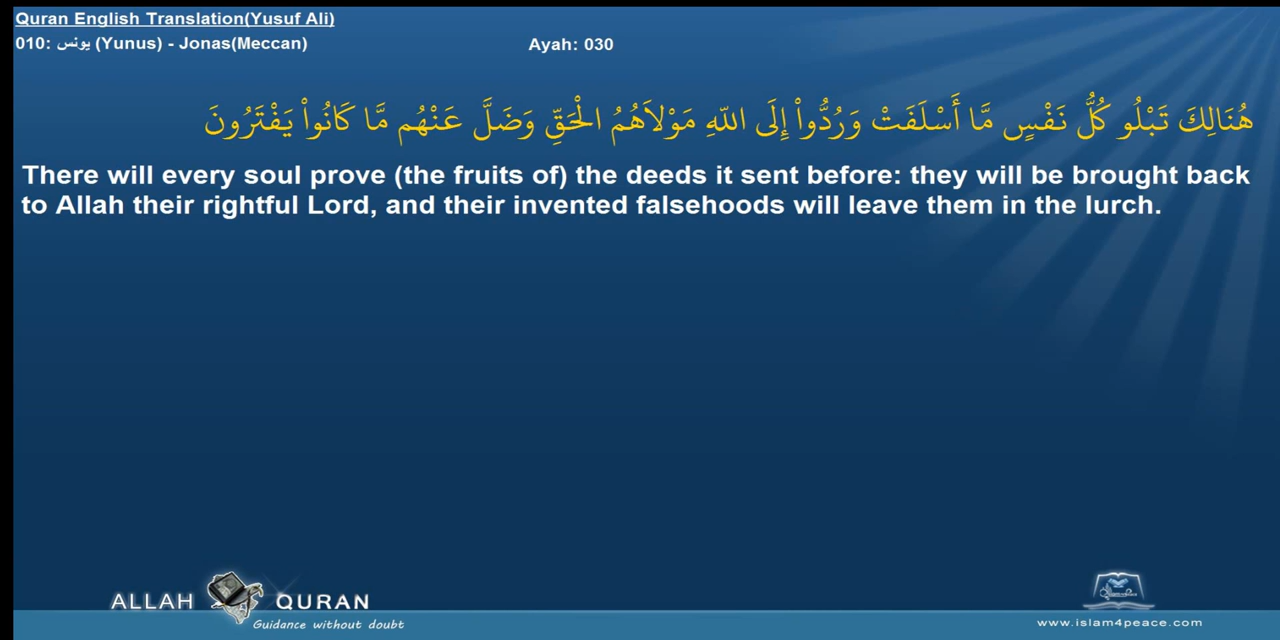 Quran English Translation(Yusuf Ali)
010: يونس (Yunus) - Jonas(Meccan)
Ayah: 030
هُنَالِكَ تَبْلُو كُلُّ نَفْسٍ مَّا أَسْلَفَتْ وَرُدُّواْ إِلَى اللّهِ مَوْلاَهُمُ الْحَقِّ وَضَلَّ عَنْهُم مَّا كَانُواْ يَفْتَرُونَ
There will every soul prove (the fruits of) the deeds it sent before: they will be brought back
to Allah their rightful Lord, and their invented falsehoods will leave them in the lurch.
ALLAH QURAN
Guidance without doubt
www.islam4peace.com